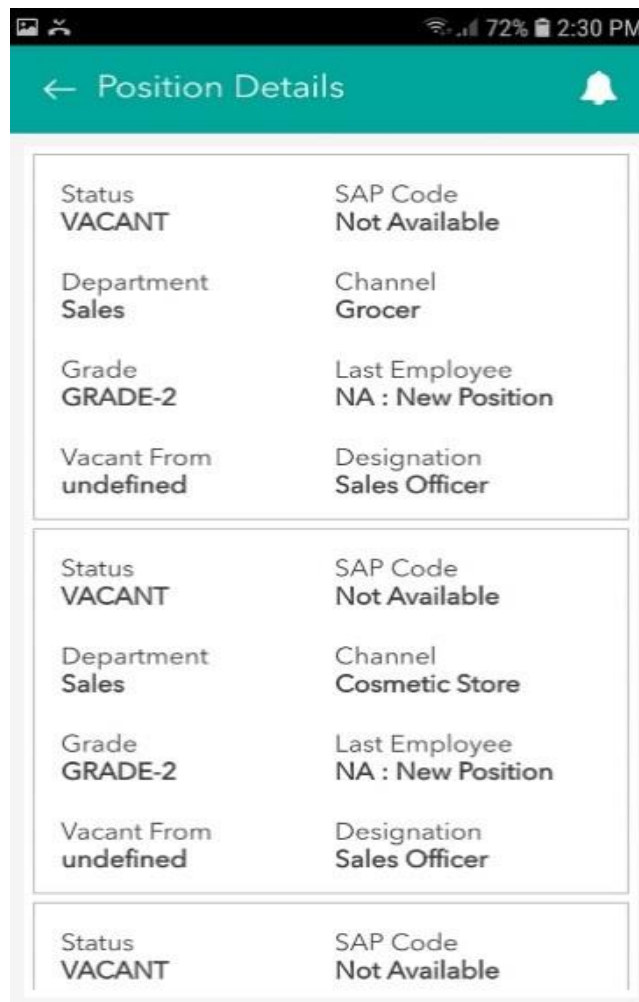 72% 2:30 PM
← Position Details
Status SAP Code
VACANT Not Available
Department Channel
Sales Grocer
Grade Last Employee
GRADE-2 NA : New Position
Vacant From Designation
undefined Sales Officer
Status SAP Code
VACANT Not Available
Department Channel
Sales Cosmetic Store
Grade Last Employee
GRADE-2 NA : New Position
Vacant From Designation
undefined Sales Officer
Status SAP Code
VACANT Not Available